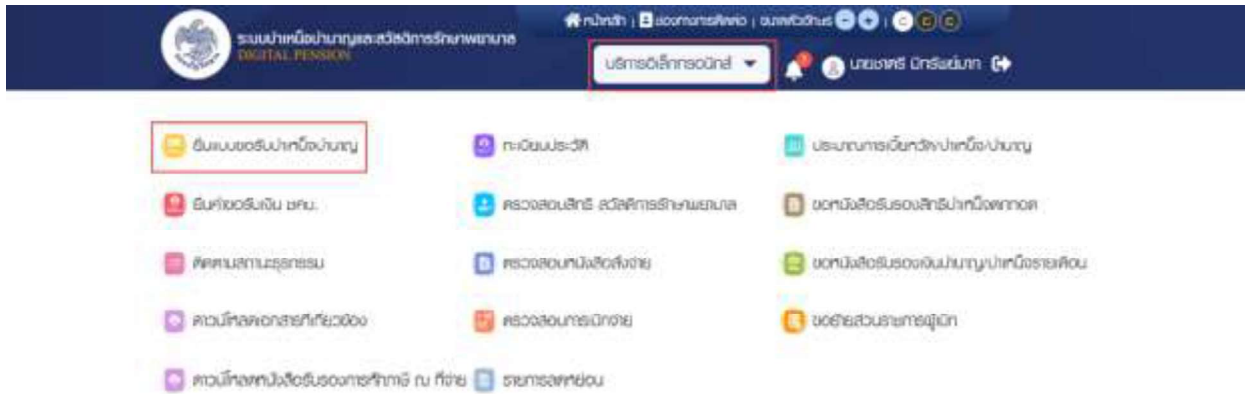 หน้าหลัก | ช่องทางการติดต่อ | ขนาดตัวอักษร - + | C C C
ระบบบำเหน็จบำนาญและสวัสดิการรักษาพยาบาล
DIGITAL PENSION
บริการอิเล็กทรอนิกส์
ยื่นแบบขอรับบำเหน็จบำนาญ
ทะเบียนประวัติ
ประมาณการเบี้ยหวัด/บำเหน็จ/บำนาญ
ยื่นคำขอรับเงิน ชคบ.
ตรวจสอบสิทธิ สวัสดิการรักษาพยาบาล
ขอหนังสือรับรองสิทธิบำเหน็จตกทอด
ติดตามสถานะธุรกรรม
ตรวจสอบหนังสือสั่งจ่าย
ขอหนังสือรับรองเงินบำนาญ/บำเหน็จรายเดือน
ดาวน์โหลดเอกสารที่เกี่ยวข้อง
ตรวจสอบการเบิกจ่าย
ขอย้ายส่วนราชการผู้เบิก
ดาวน์โหลดหนังสือรับรองการหักภาษี ณ ที่จ่าย
รายการลดหย่อน